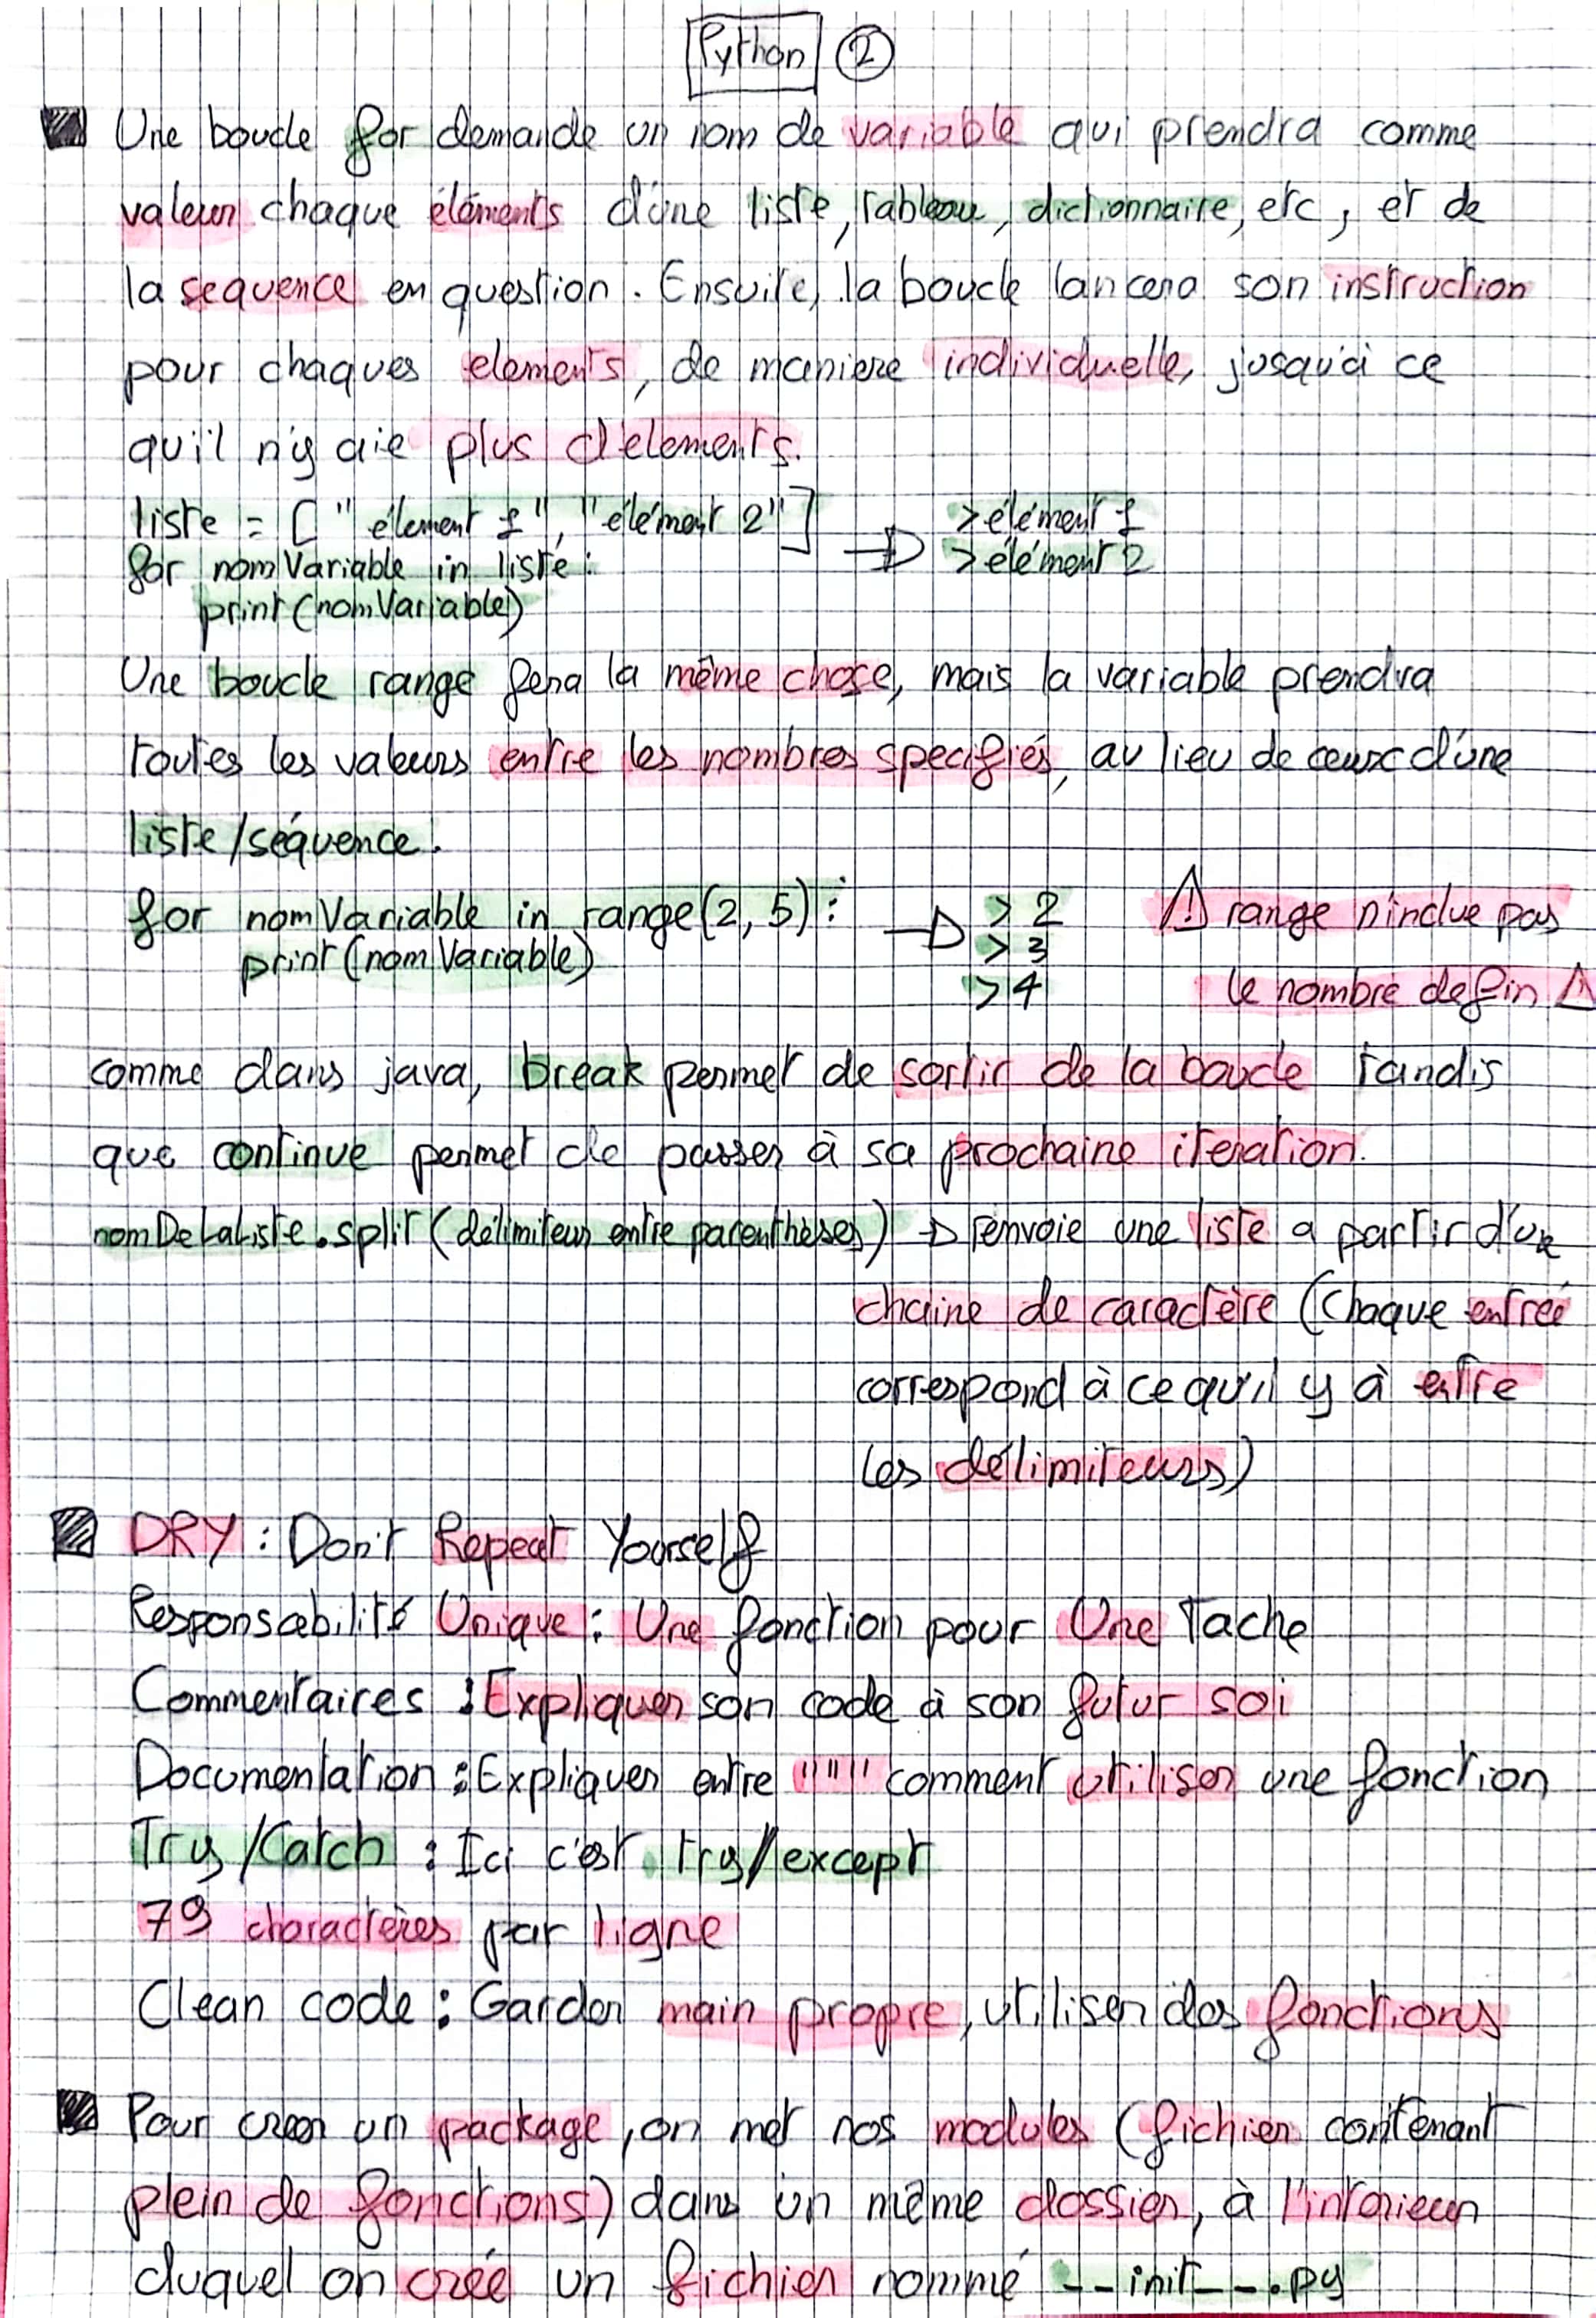 Python 2
Une boucle for demande un nom de variable qui prendra comme
valeur chaque éléments d'une liste, tableau, dictionnaire, etc, et de
la sequence en question. Ensuite, la boucle lancera son instruction
pour chaques elements, de maniere individuelle, jusqu'à ce
qu'il n'y aie plus d'elements.
liste = ["élement 1", "élément 2"] → >élément 1
for nomVariable in liste: >élément 2
print(nomVariable)
Une boucle range fera la même chose, mais la variable prendra
toutes les valeurs entre les nombres specifiés, au lieu de ceux d'une
liste/séquence.
for nomVariable in range(2, 5): → > 2 ⚠ range n'inclue pas
print(nomVariable) > 3
> 4 le nombre de fin ⚠
comme dans java, break permet de sortir de la boucle tandis
que continue permet de passer à sa prochaine iteration.
nomDeLaListe.split(délimiteur entre parenthèses) → renvoie une liste a partir d'une
chaine de caractère (Chaque entreé
correspond à ce qu'il y à entre
les délimiteurs)
DRY : Don't Repeat Yourself
Responsabilité Unique : Une fonction pour Une Tache
Commentaires : Expliquer son code à son futur soi
Documentation : Expliquer entre """ comment utiliser une fonction
Try/Catch : Ici c'est try/except
79 charactères par ligne
Clean code : Garder main propre, utiliser des fonctions
Pour creer un package, on met nos modules (fichier contenant
plein de fonctions) dans un même dossier, à l'interieur
duquel on crée un fichier nommé __init__.py